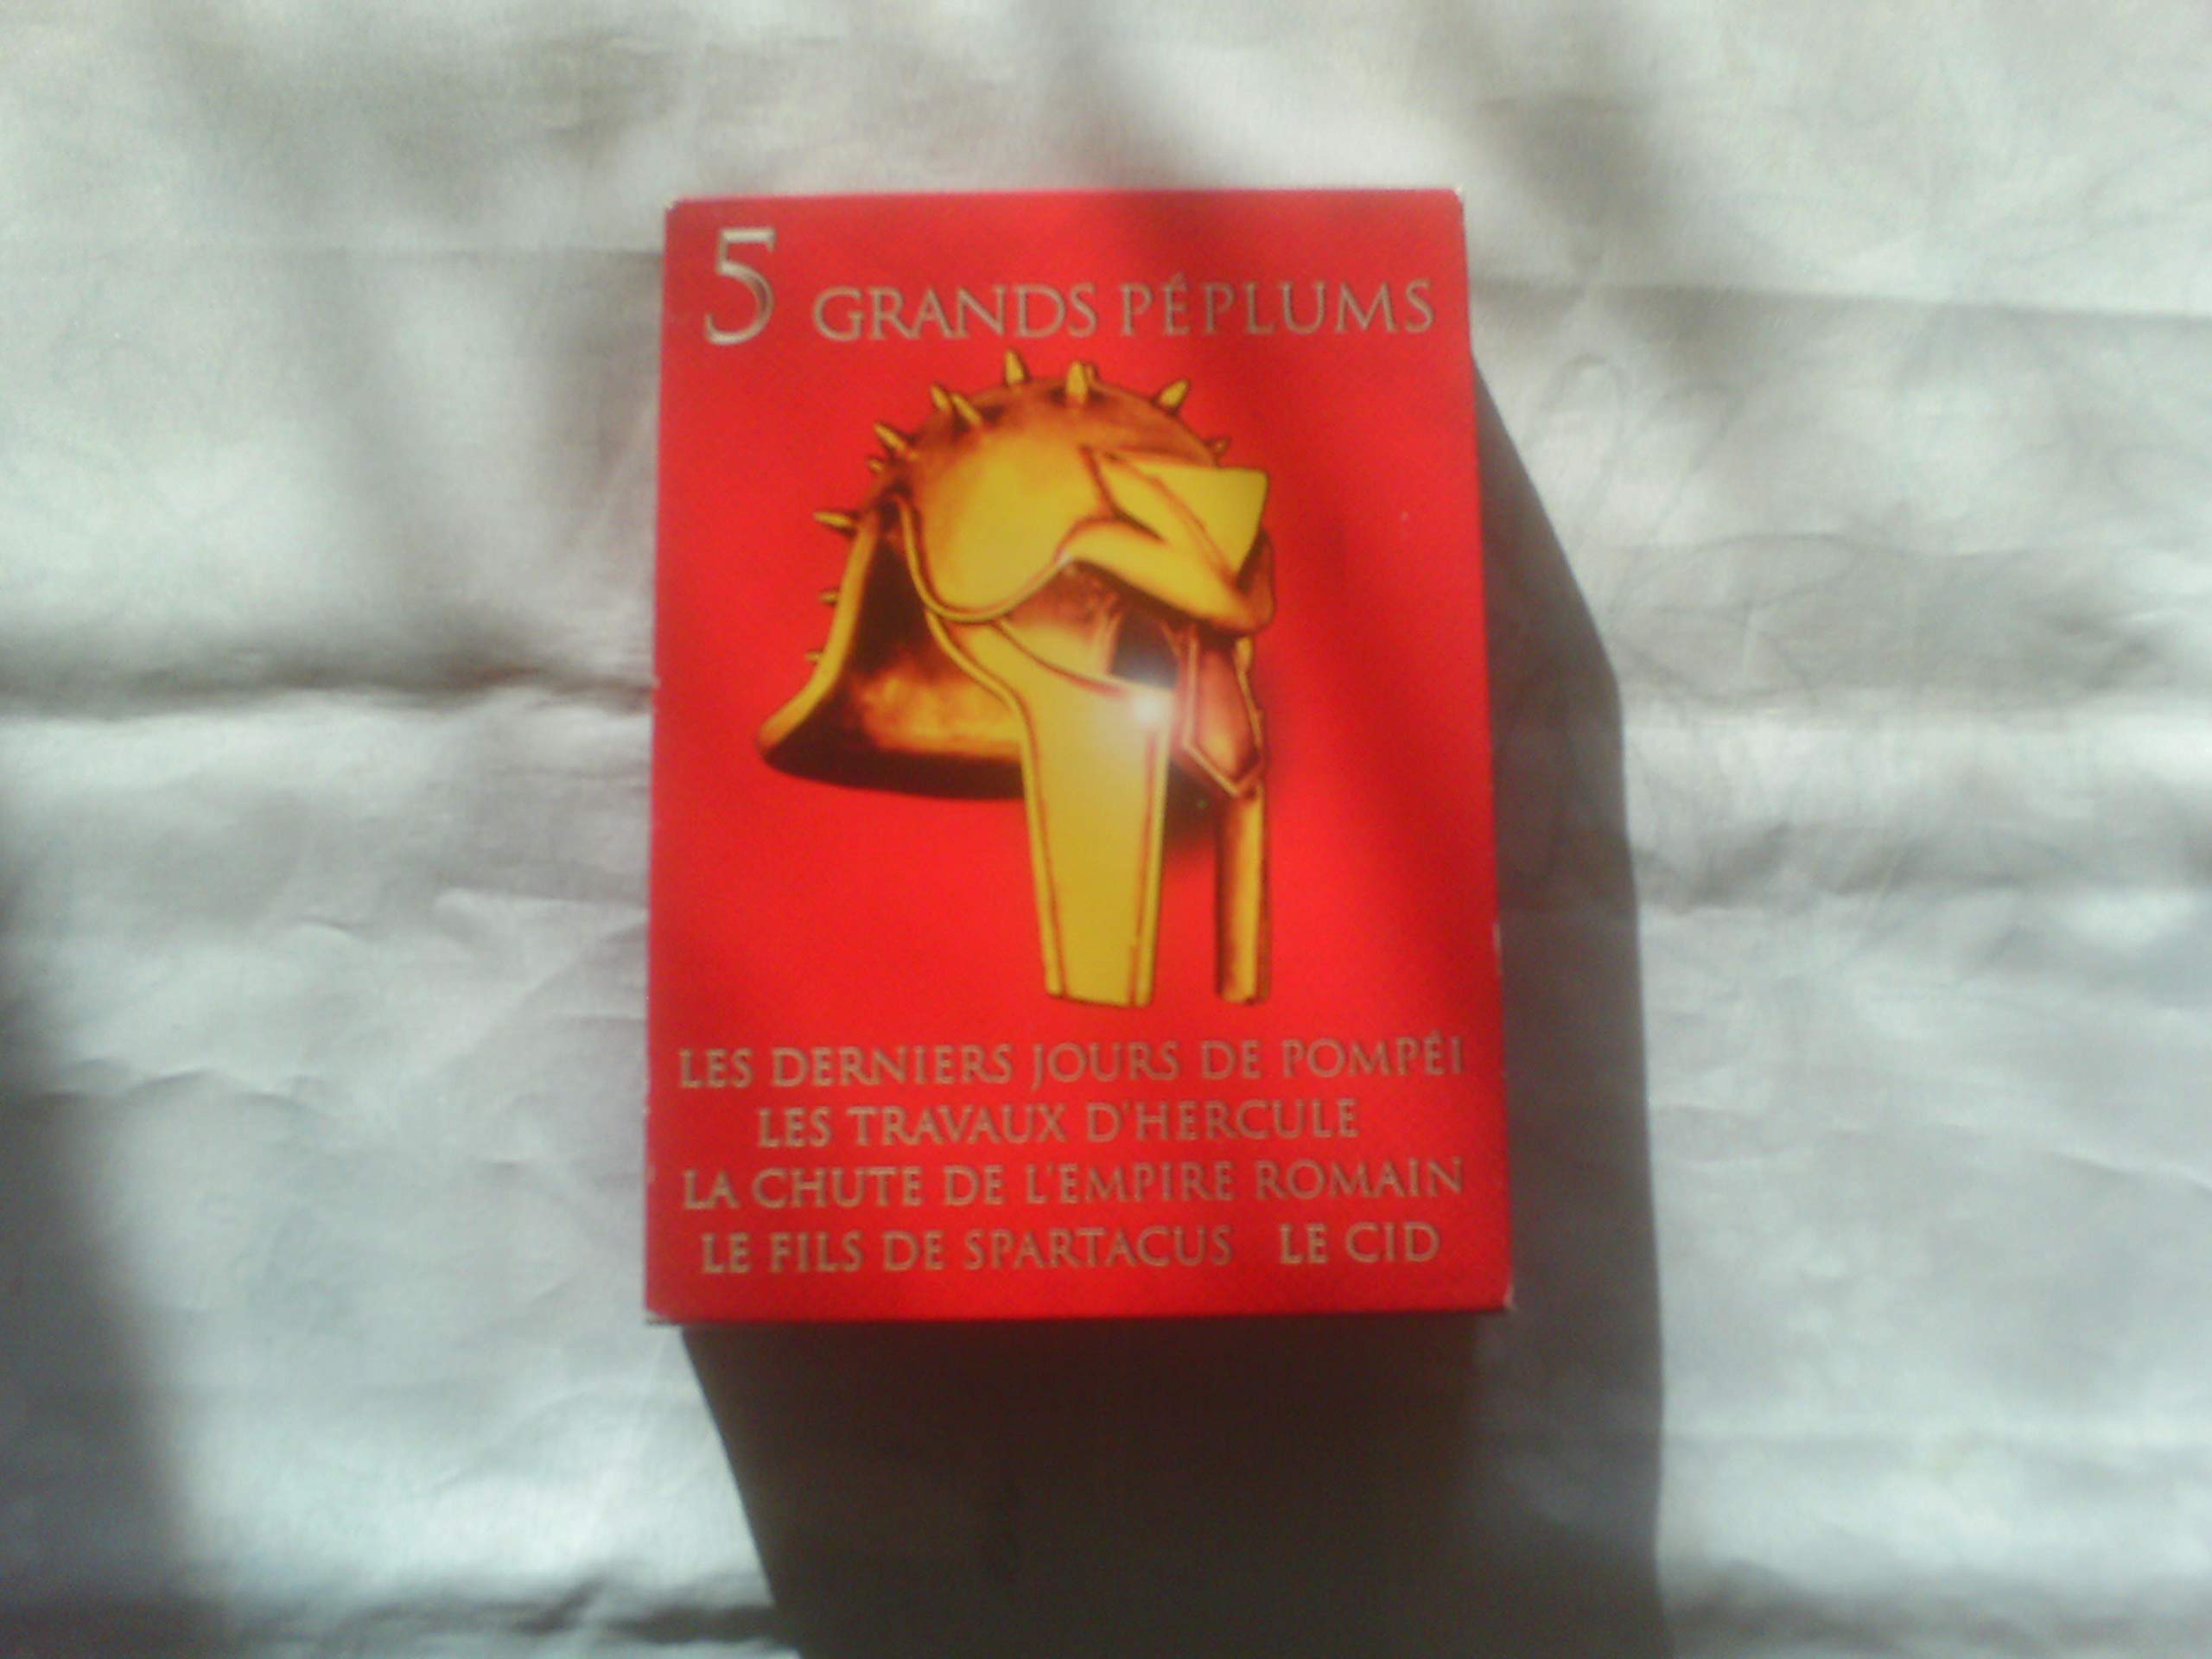 5 GRANDS PÉPLUMS
LES DERNIERS JOURS DE POMPÉI
LES TRAVAUX D'HERCULE
LA CHUTE DE L'EMPIRE ROMAIN
LE FILS DE SPARTACUS LE CID